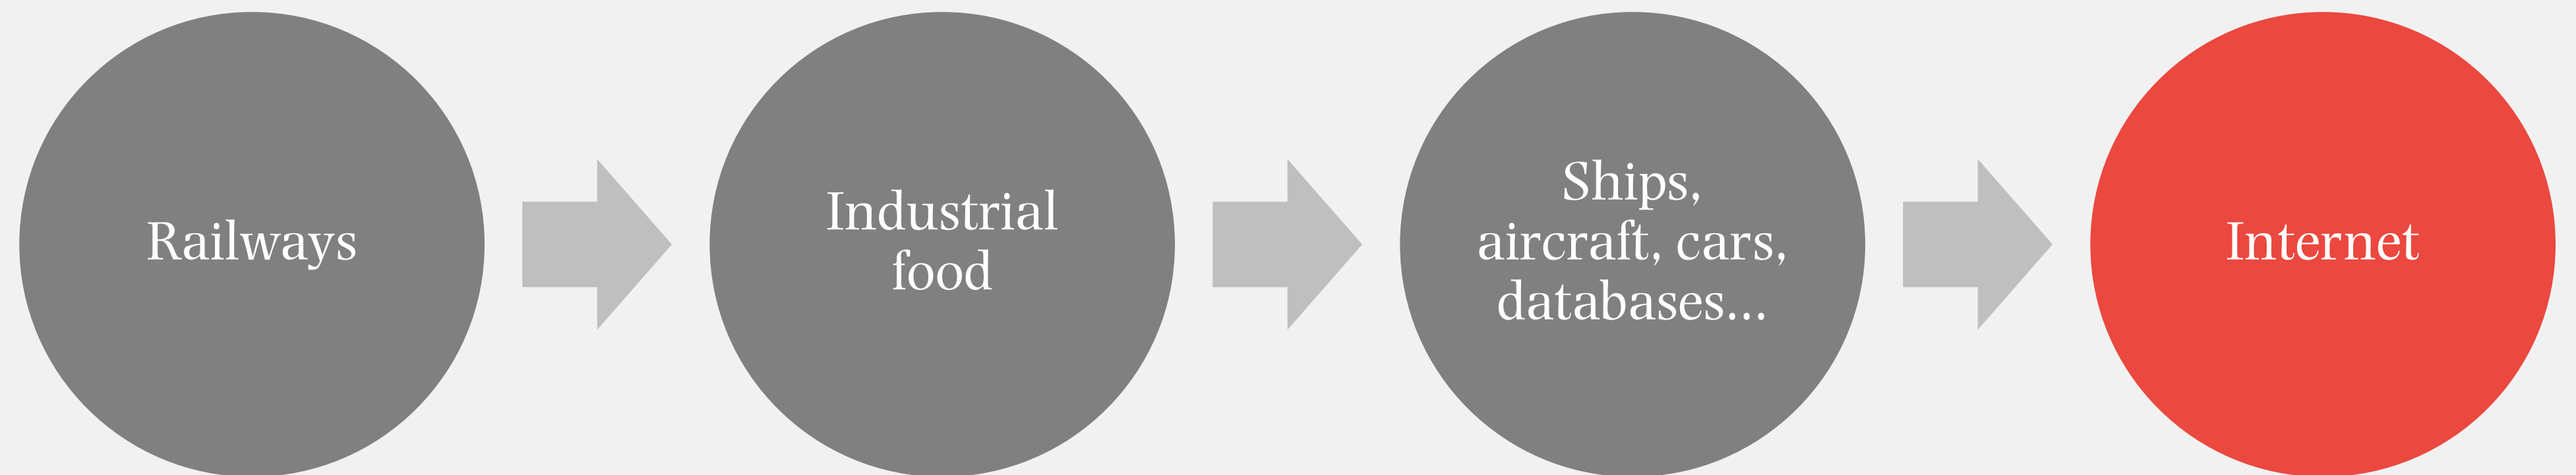 Railways
Industrial
food
Ships,
aircraft, cars,
databases...
Internet